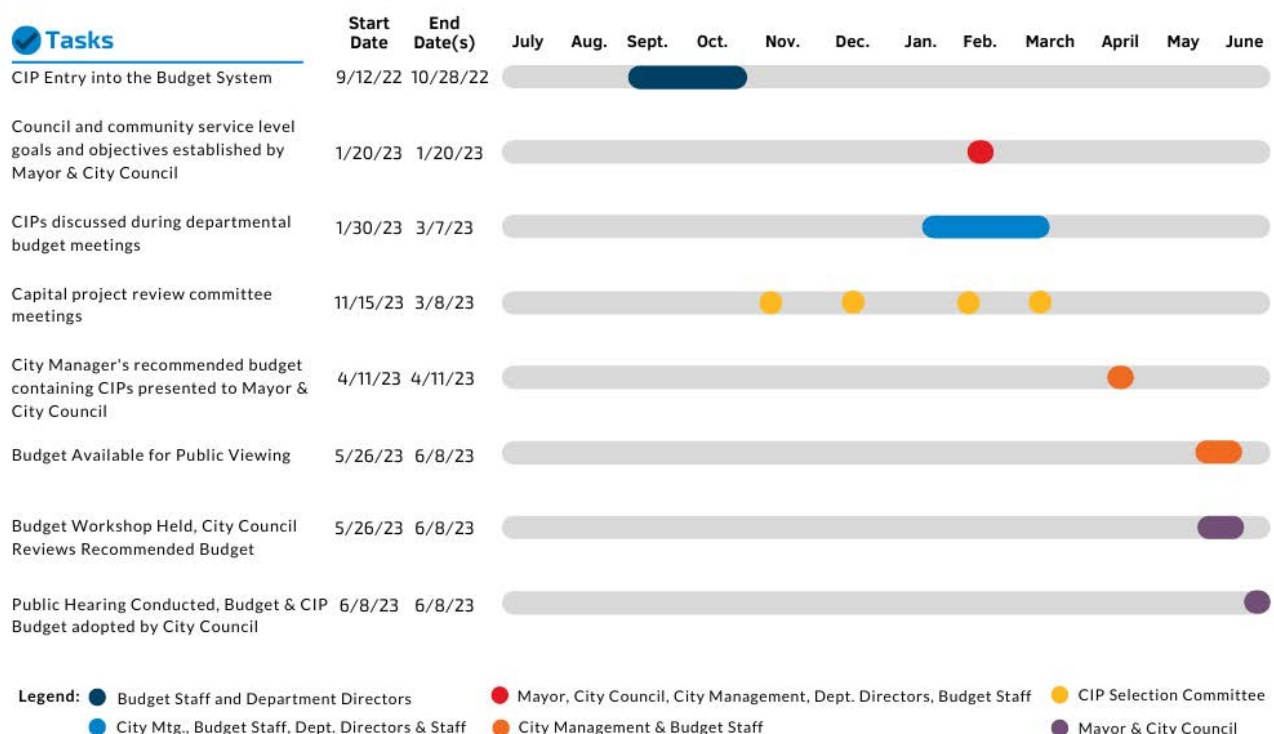 Tasks
Start Date
End Date(s)
July Aug. Sept. Oct. Nov. Dec. Jan. Feb. March April May June
CIP Entry into the Budget System 9/12/22 10/28/22
Council and community service level
goals and objectives established by
Mayor & City Council
1/20/23 1/20/23
CIPs discussed during departmental
budget meetings
1/30/23 3/7/23
Capital project review committee
meetings
11/15/23 3/8/23
City Manager's recommended budget
containing CIPs presented to Mayor &
City Council
4/11/23 4/11/23
Budget Available for Public Viewing 5/26/23 6/8/23
Budget Workshop Held, City Council
Reviews Recommended Budget
5/26/23 6/8/23
Public Hearing Conducted, Budget & CIP
Budget adopted by City Council
6/8/23 6/8/23
Legend: Budget Staff and Department Directors
Mayor, City Council, City Management, Dept. Directors, Budget Staff
CIP Selection Committee
City Mtg., Budget Staff, Dept. Directors & Staff
City Management & Budget Staff
Mayor & City Council